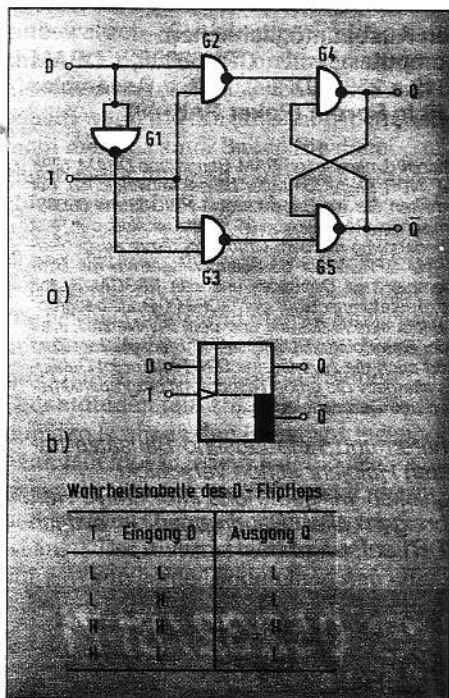 G2
G4
D
Q
G1
T
Q̅
G3
G5
a)
D
Q
T
Q̅
b)
Wahrheitstabelle des D-Flipflops
T Eingang D Ausgang Q
L L L
L H L
H H H
H L L